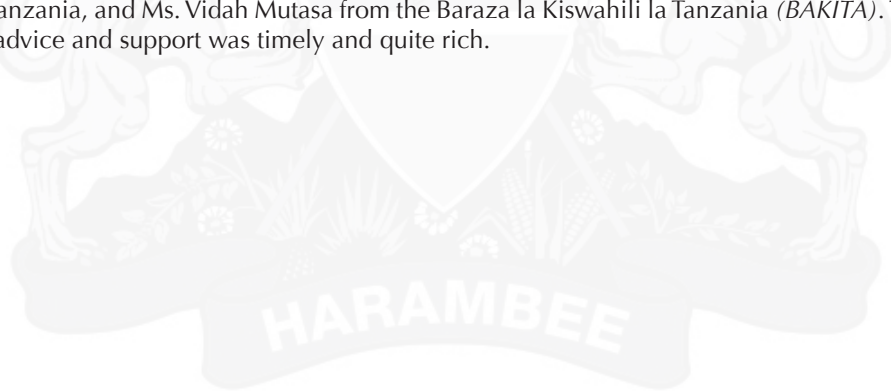 anzania, and Ms. Vidah Mutasa from the Baraza la Kiswahili la Tanzania (BAKITA).
advice and support was timely and quite rich.
HARAMBEE